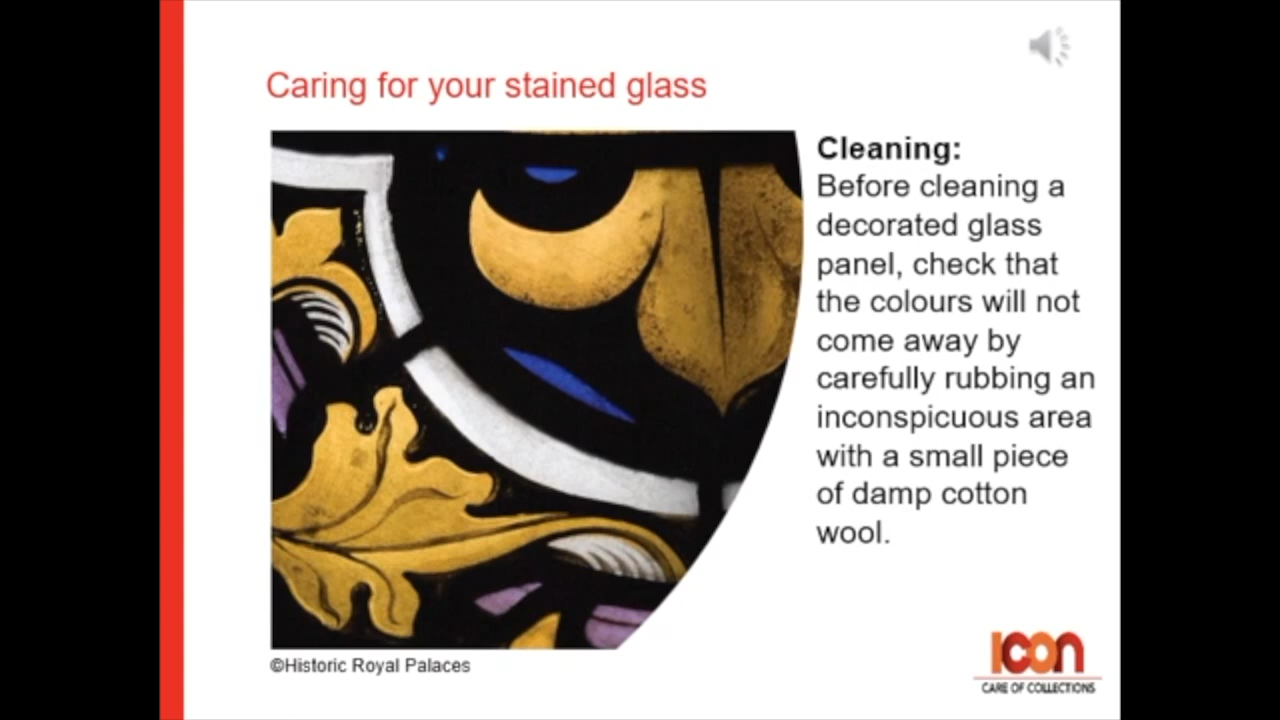 Caring for your stained glass
Cleaning:
Before cleaning a
decorated glass
panel, check that
the colours will not
come away by
carefully rubbing an
inconspicuous area
with a small piece
of damp cotton
wool.
©Historic Royal Palaces
Icon
CARE OF COLLECTIONS